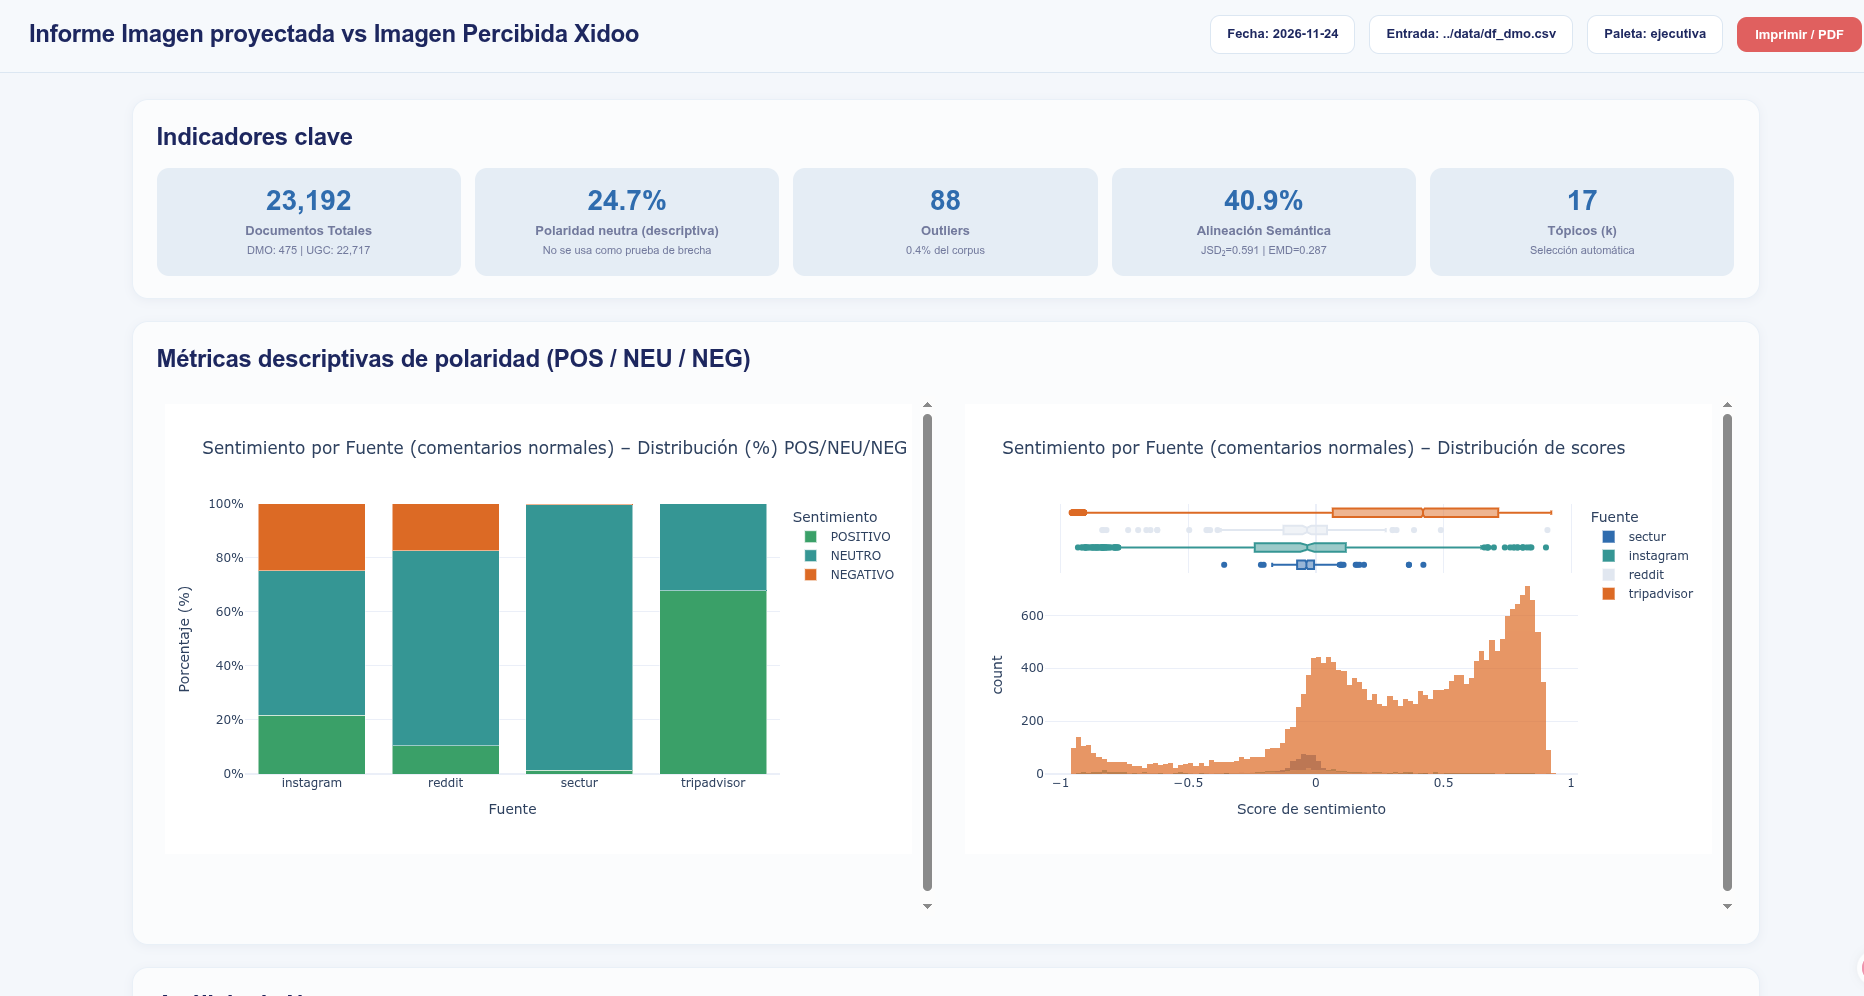 Informe Imagen proyectada vs Imagen Percibida Xidoo
Fecha: 2026-11-24
Entrada: ../data/df_dmo.csv
Paleta: ejecutiva
Imprimir / PDF
Indicadores clave
23,192
Documentos Totales
DMO: 475 | UGC: 22,717
24.7%
Polaridad neutra (descriptiva)
No se usa como prueba de brecha
88
Outliers
0.4% del corpus
40.9%
Alineación Semántica
JSD₂=0.591 | EMD=0.287
17
Tópicos (k)
Selección automática
Métricas descriptivas de polaridad (POS / NEU / NEG)
Sentimiento por Fuente (comentarios normales) – Distribución (%) POS/NEU/NEG
100%
80%
60%
40%
20%
0%
Porcentaje (%)
instagram
reddit
sectur
tripadvisor
Fuente
Sentimiento
POSITIVO
NEUTRO
NEGATIVO
Sentimiento por Fuente (comentarios normales) – Distribución de scores
600
400
200
0
count
−1
−0.5
0
0.5
1
Score de sentimiento
Fuente
sectur
instagram
reddit
tripadvisor